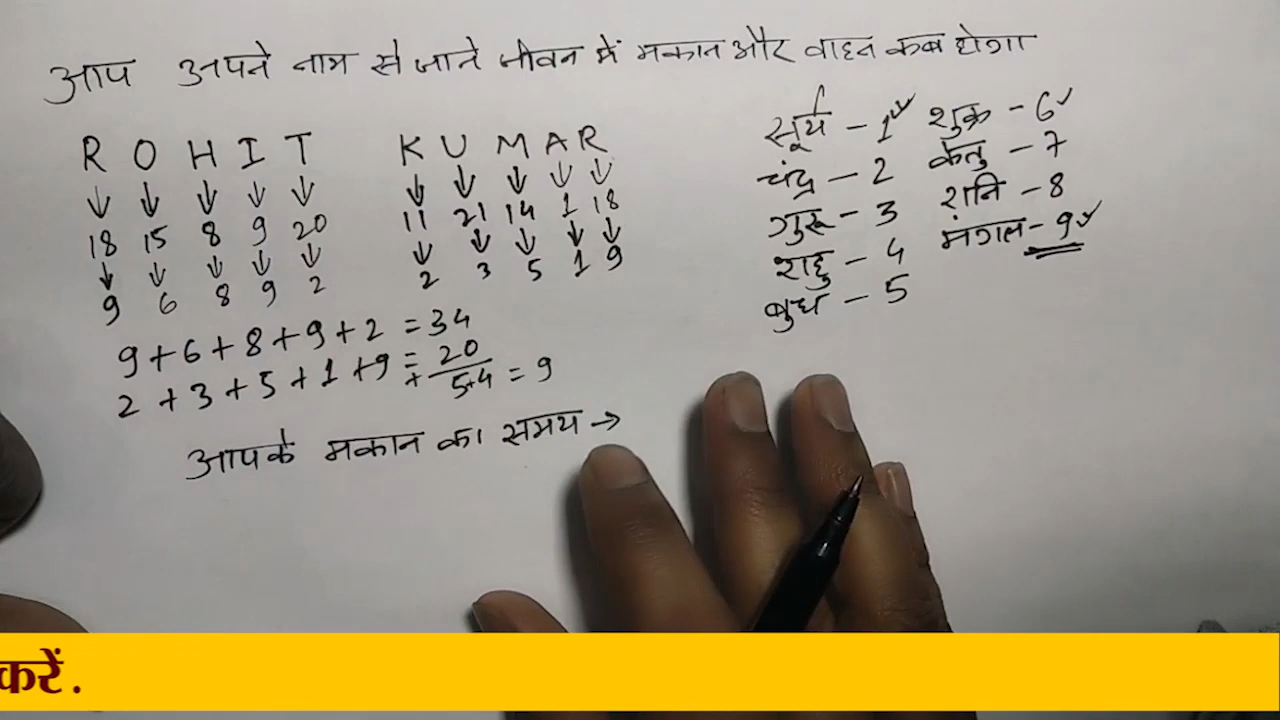 आप अपने नाम से जाने जीवन में मकान और वाहन कब होगा
R O H I T K U M A R
↓ ↓ ↓ ↓ ↓ ↓ ↓ ↓ ↓ ↓
18 15 8 9 20 11 21 14 1 18
↓ ↓ ↓ ↓ ↓ ↓ ↓ ↓ ↓ ↓
9 6 8 9 2 2 3 5 1 9
9+6+8+9+2 = 34
2+3+5+1+9 = 20
+ 5+4 = 9
सूर्य - 1 ✓
चंद्र - 2
गुरू - 3
राहु - 4
बुध - 5
शुक्र - 6 ✓
केतु - 7
शनि - 8
मंगल - 9 ✓
आपके मकान का समय →
करें .